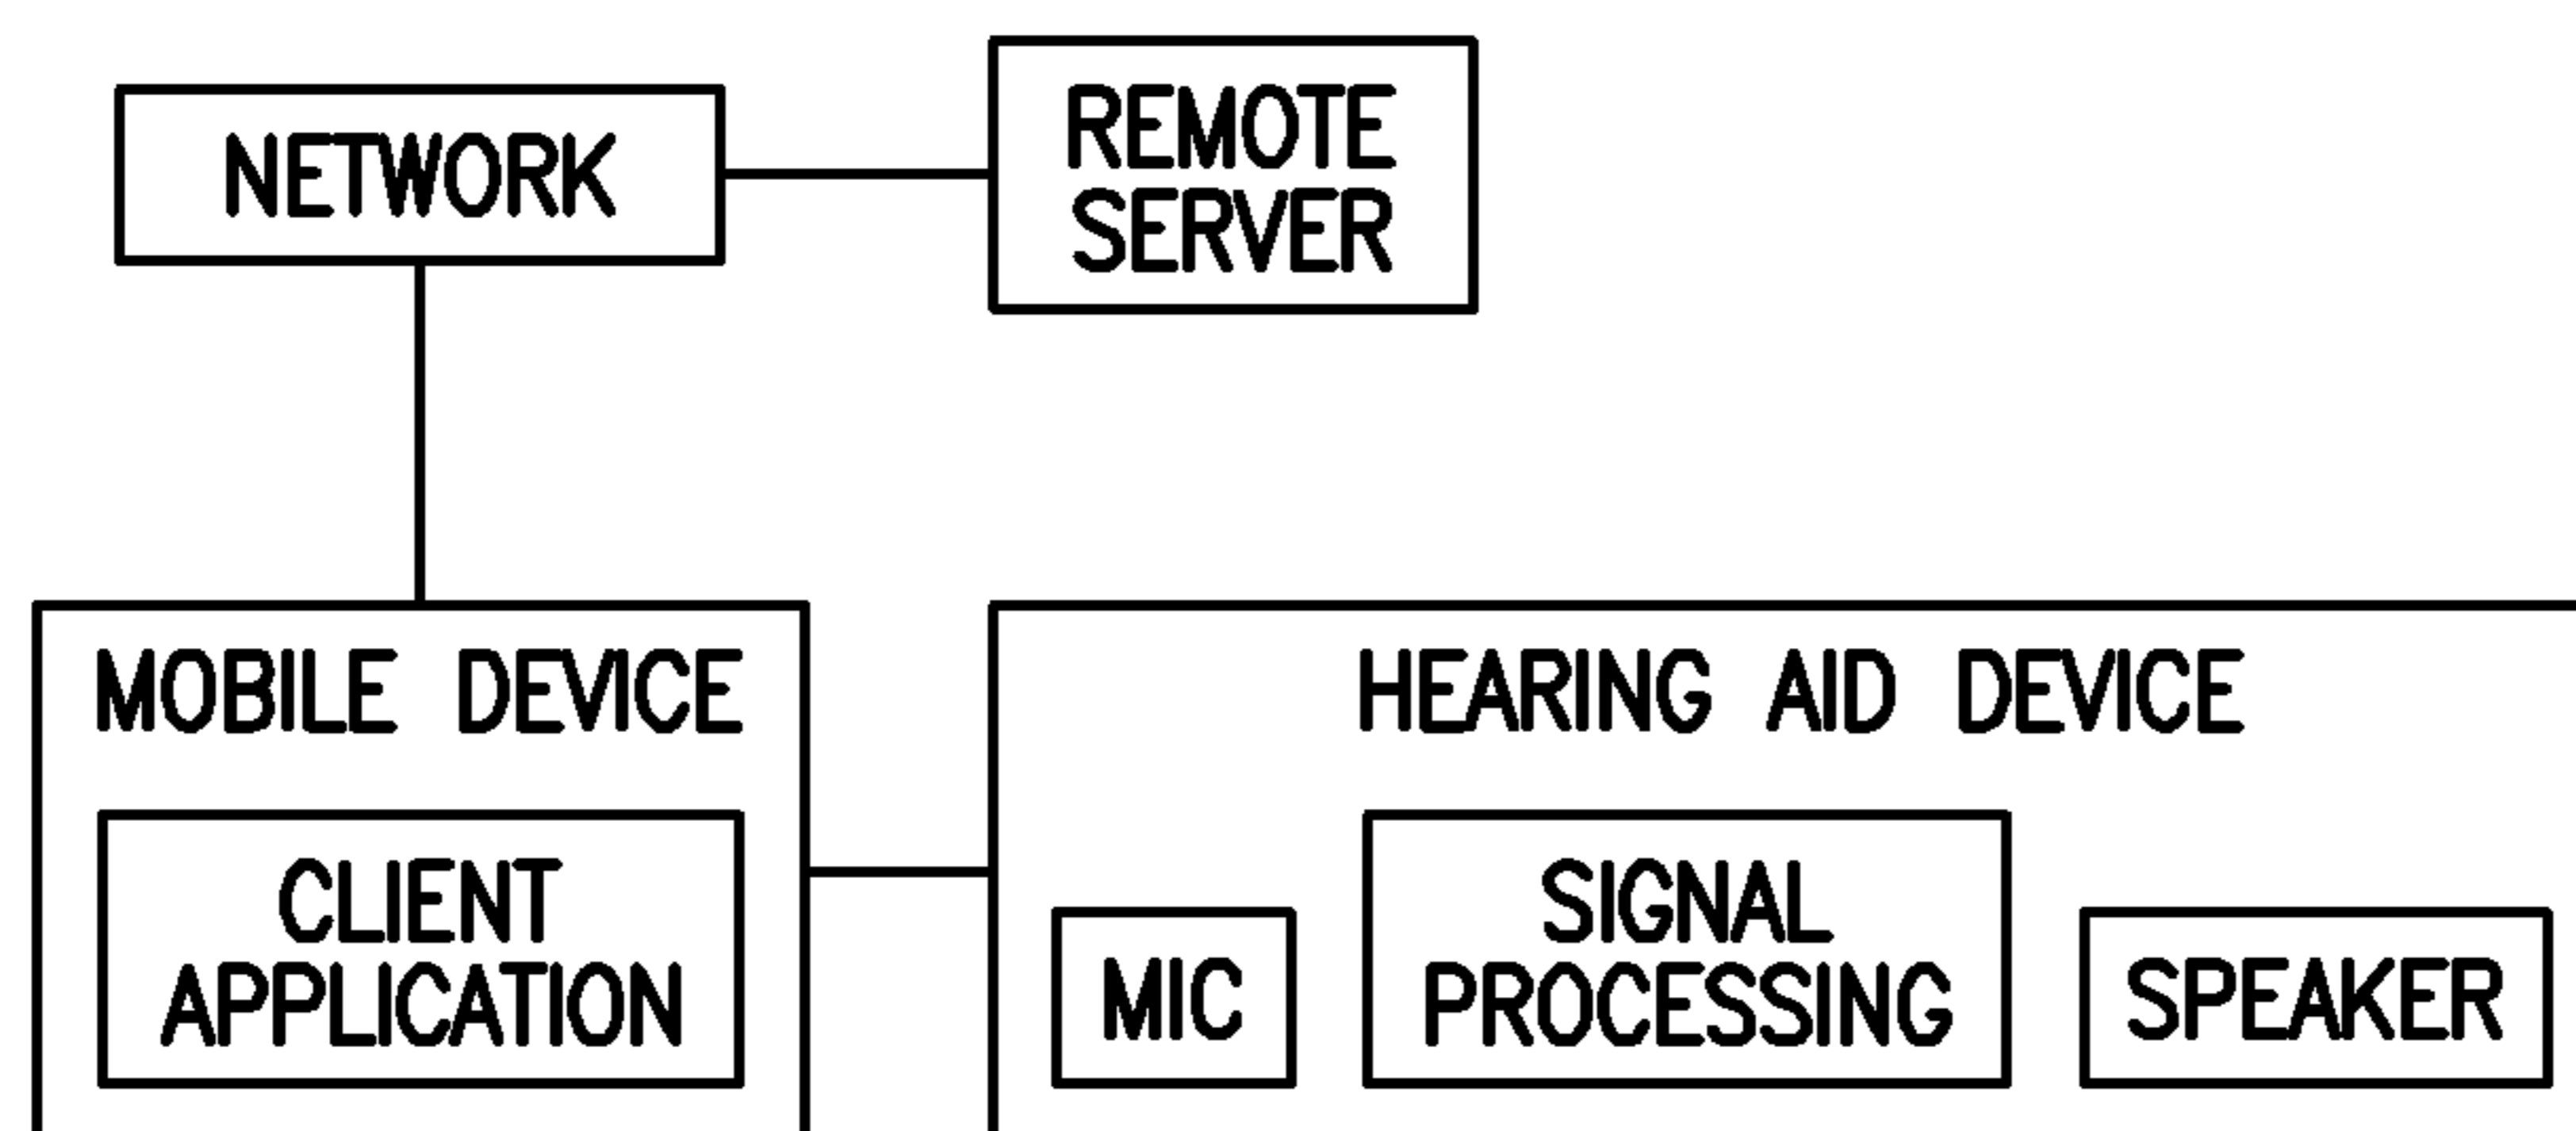 NETWORK
REMOTE
SERVER
MOBILE DEVICE
CLIENT
APPLICATION
HEARING AID DEVICE
MIC
SIGNAL
PROCESSING
SPEAKER